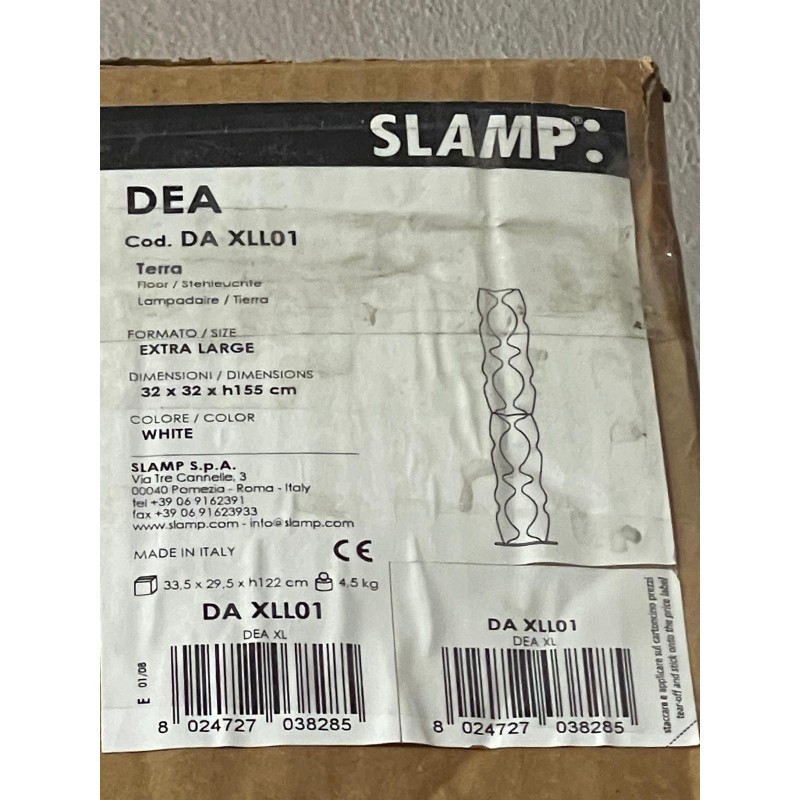 SLAMP®:
DEA
Cod. DA XLL01
Terra
Floor / Stehleuchte
Lampadaire / Tierra
FORMATO / SIZE
EXTRA LARGE
DIMENSIONI / DIMENSIONS
32 x 32 x h155 cm
COLORE / COLOR
WHITE
SLAMP S.p.A.
Via Tre Cannelle, 3
00040 Pomezia - Roma - Italy
tel +39 06 9162391
fax +39 06 91623933
www.slamp.com - info@slamp.com
MADE IN ITALY CE
33,5 x 29,5 x h122 cm 4,5 kg
DA XLL01
DEA XL
E 01/08
8 024727 038285
DA XLL01
DEA XL
8 024727 038285
staccare e applicare sul cartoncino prezzi
tear-off and stick onto the price label